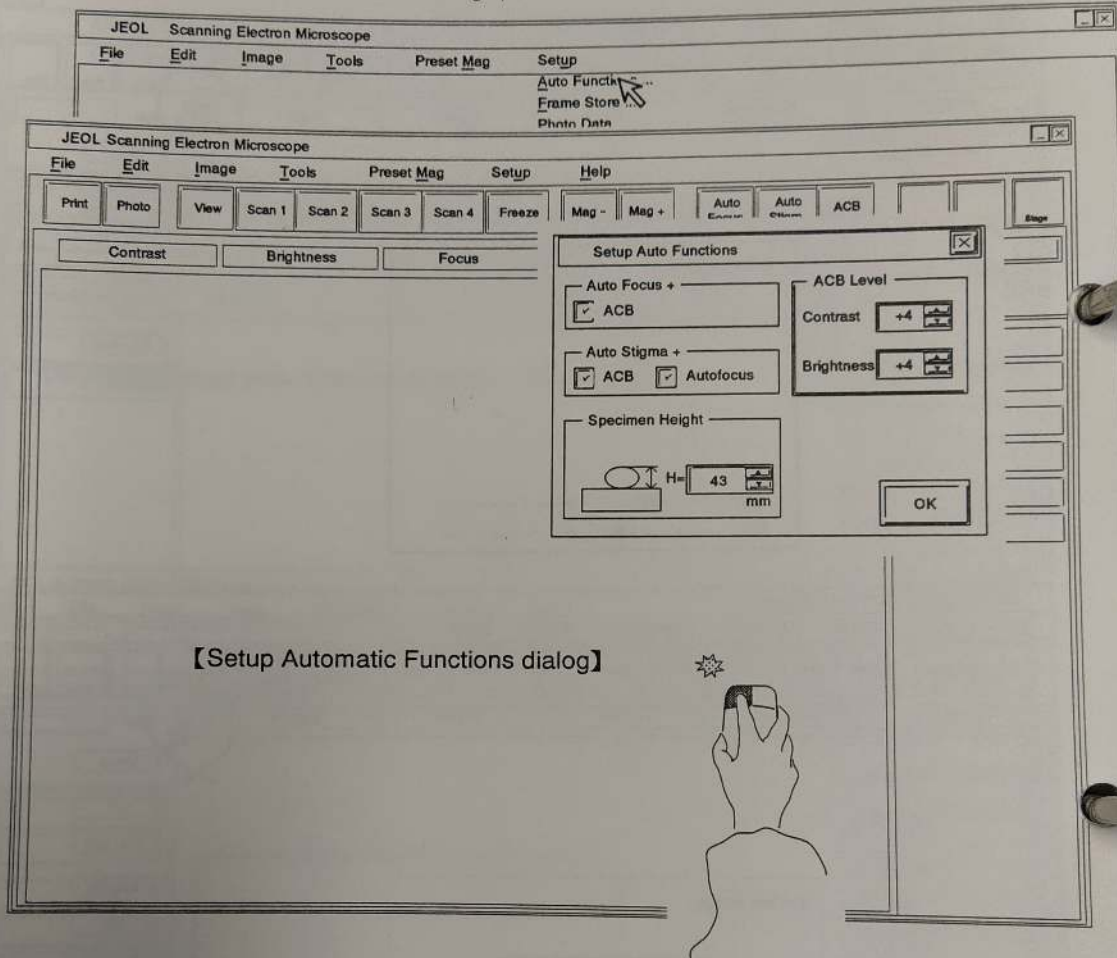 JEOL Scanning Electron Microscope
File Edit Image Tools Preset Mag Setup
Auto
Frame Store ...
Photo Data
JEOL Scanning Electron Microscope
File Edit Image Tools Preset Mag Setup Help
Print Photo View Scan 1 Scan 2 Scan 3 Scan 4 Freeze Mag - Mag + Auto Auto ACB Stage
Contrast Brightness Focus
Setup Auto Functions
Auto Focus +
ACB
Auto Stigma +
ACB Autofocus
Specimen Height
H= 43
mm
ACB Level
Contrast +4
Brightness +4
OK
【Setup Automatic Functions dialog】